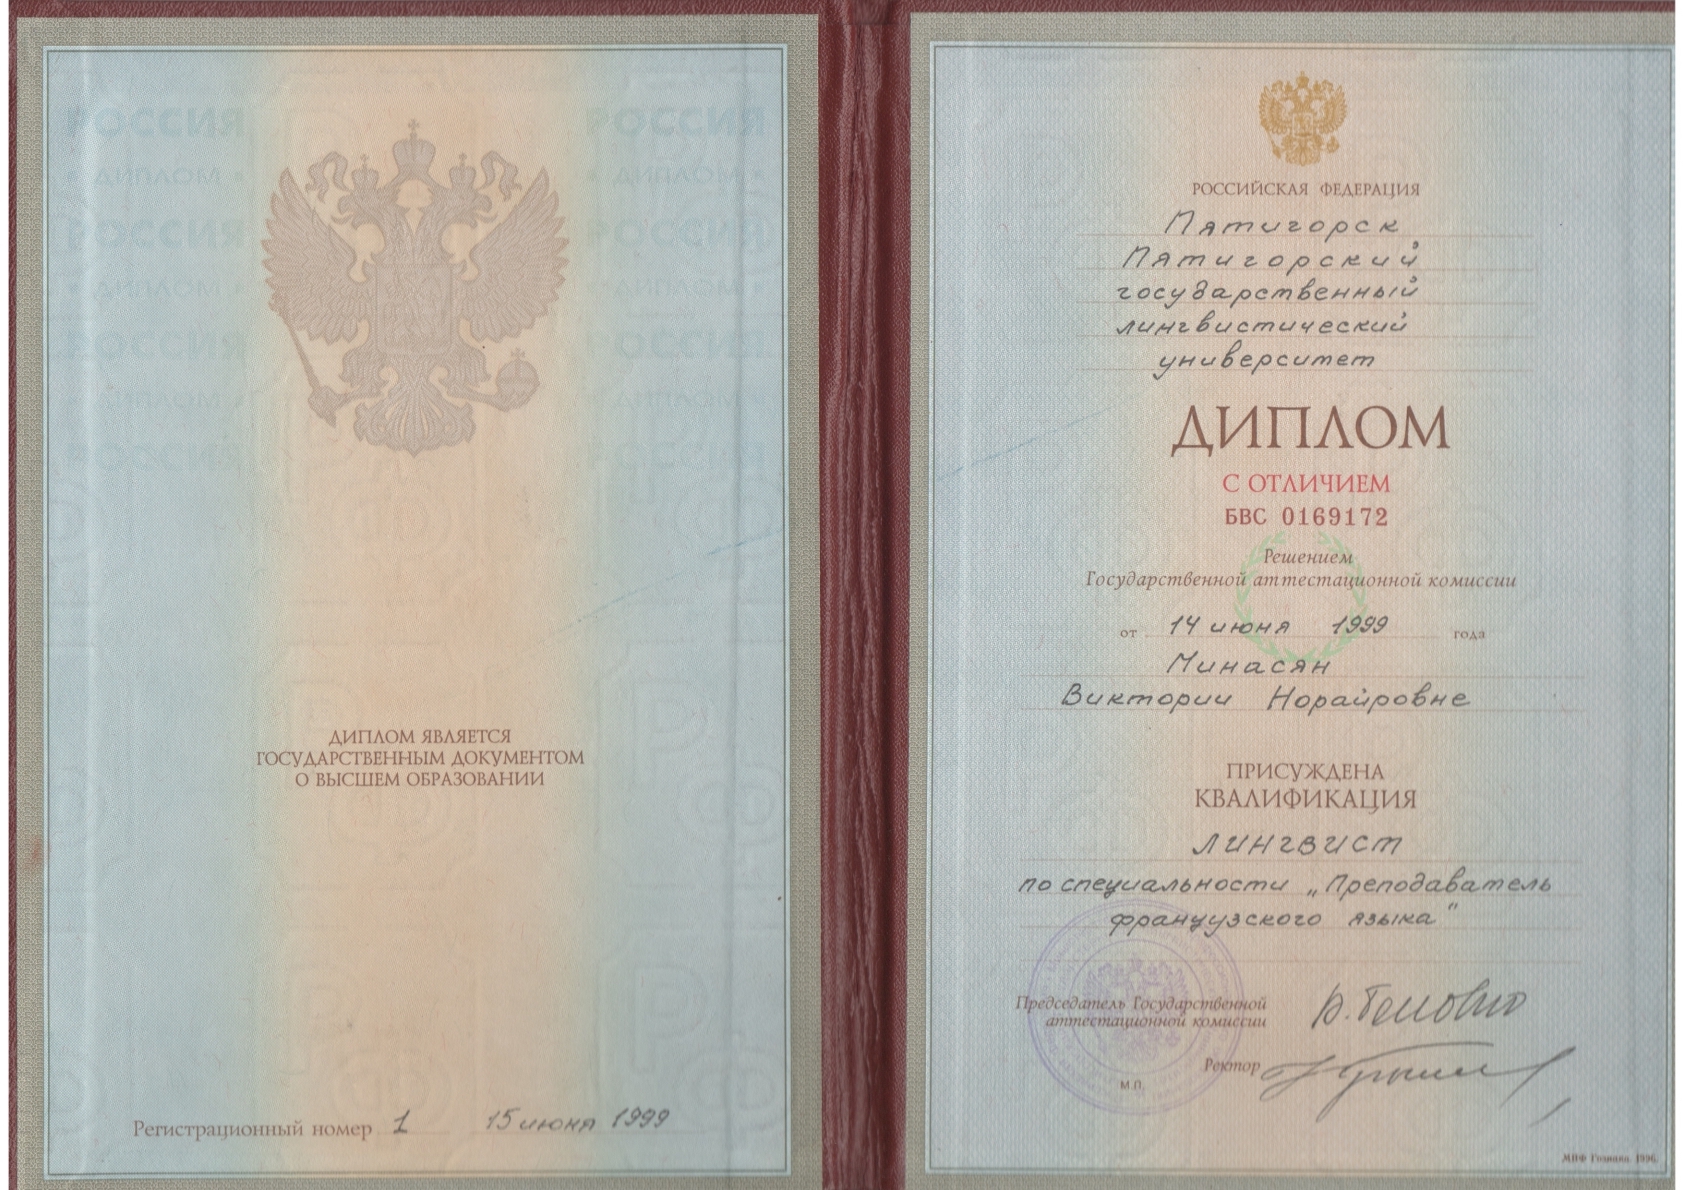 РОССИЯ РОССИЯ
• ДИПЛОМ • • ДИПЛОМ •
РОССИЯ РОССИЯ
• ДИПЛОМ • • ДИПЛОМ •
РОССИЯ РОССИЯ
• ДИПЛОМ • • ДИПЛОМ •
РОССИЯ РОССИЯ
ДИПЛОМ ЯВЛЯЕТСЯ
ГОСУДАРСТВЕННЫМ ДОКУМЕНТОМ
О ВЫСШЕМ ОБРАЗОВАНИИ
Регистрационный номер 1 15 июня 1999
РОССИЙСКАЯ ФЕДЕРАЦИЯ
Пятигорск
Пятигорский
государственный
лингвистический
университет
ДИПЛОМ
С ОТЛИЧИЕМ
БВС 0169172
Решением
Государственной аттестационной комиссии
от 14 июня 1999 года
Минасян
Виктории Норайровне
ПРИСУЖДЕНА
КВАЛИФИКАЦИЯ
лингвист
по специальности „Преподаватель
французского языка"
Председатель Государственной
аттестационной комиссии
Ректор
М.П.
МПФ Гознака. 1996.